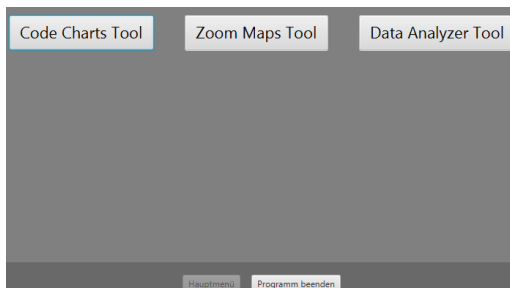 Code Charts Tool Zoom Maps Tool Data Analyzer Tool
Hauptmenü Programm beenden